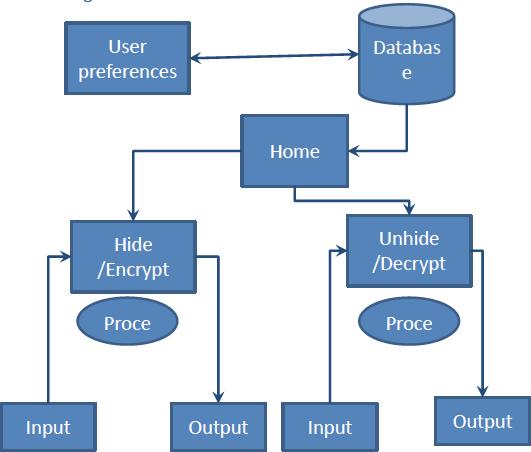 User
preferences
Databas
e
Home
Hide
/Encrypt
Unhide
/Decrypt
Proce
Proce
Input
Output
Input
Output